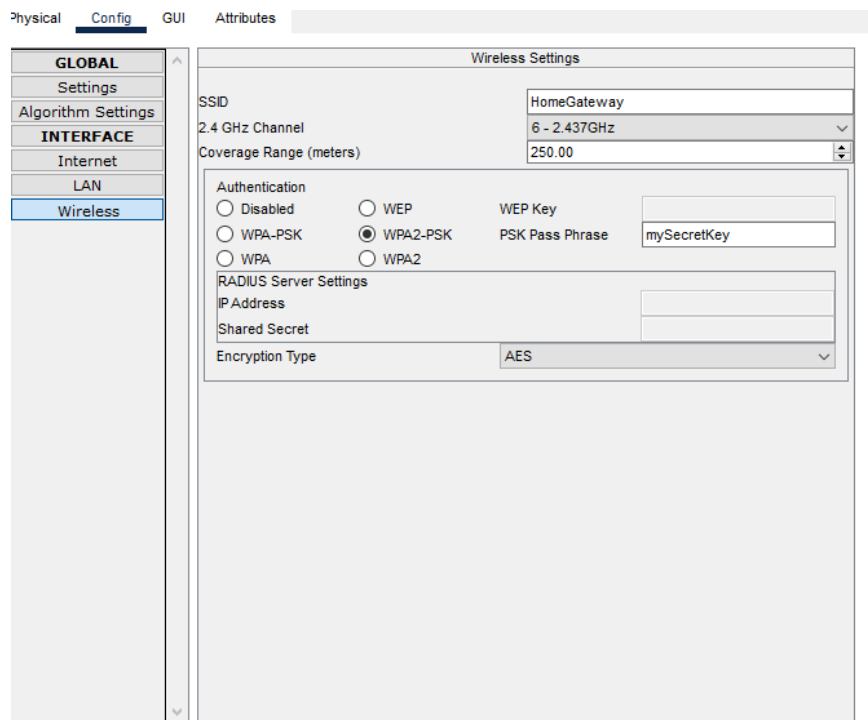 Physical Config GUI Attributes
GLOBAL
Settings
Algorithm Settings
INTERFACE
Internet
LAN
Wireless
Wireless Settings
SSID HomeGateway
2.4 GHz Channel 6 - 2.437GHz
Coverage Range (meters) 250.00
Authentication
Disabled WEP WEP Key
WPA-PSK WPA2-PSK PSK Pass Phrase mySecretKey
WPA WPA2
RADIUS Server Settings
IP Address
Shared Secret
Encryption Type AES